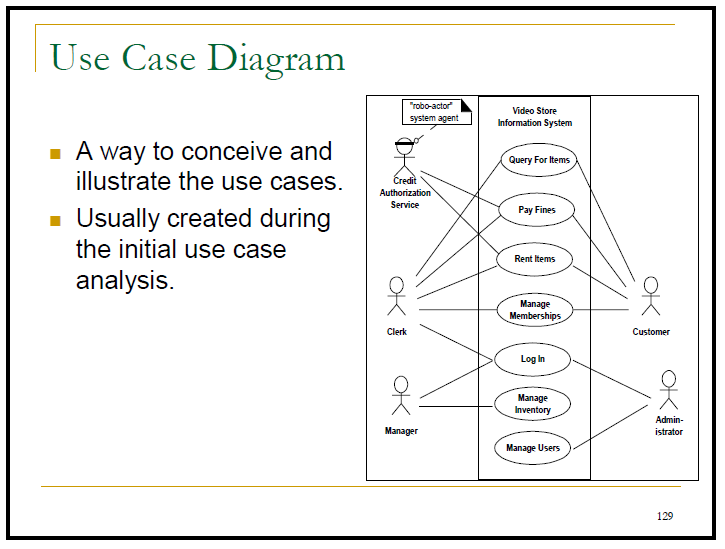 Use Case Diagram
A way to conceive and
illustrate the use cases.
Usually created during
the initial use case
analysis.
"robo-actor"
system agent
Video Store
Information System
Credit
Authorization
Service
Query For Items
Pay Fines
Rent Items
Manage
Memberships
Clerk
Customer
Log In
Manage
Inventory
Manager
Admin-
istrator
Manage Users
129